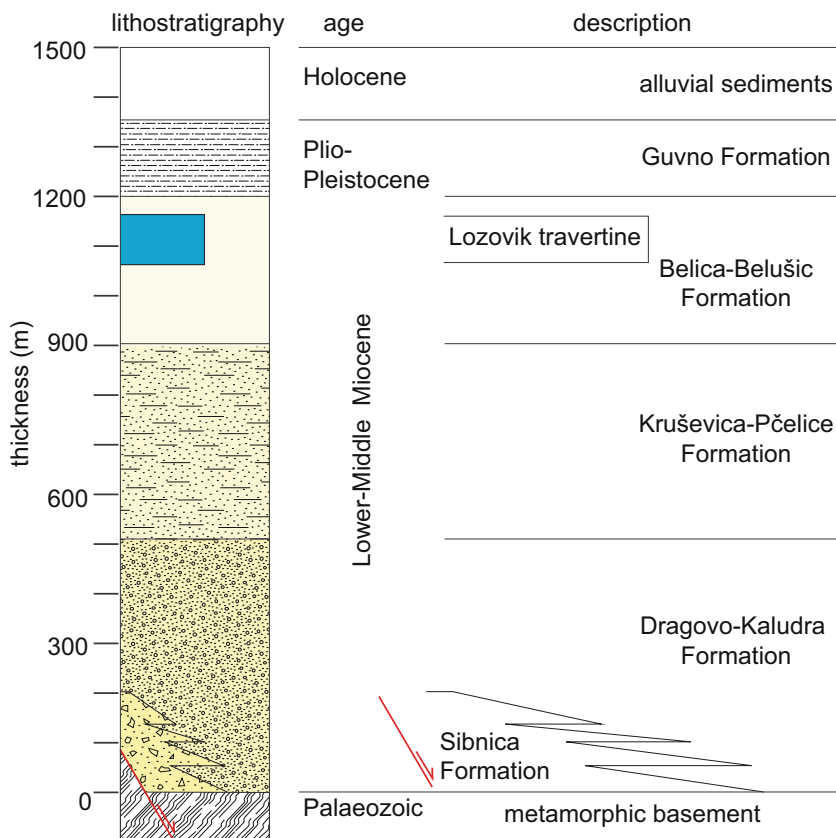 lithostratigraphy age description
1500
Holocene alluvial sediments
Plio-
Pleistocene
Guvno Formation
1200
Lozovik travertine
Belica-Belušic
Formation
900
thickness (m)
Lower-Middle Miocene
Kruševica-Pčelice
Formation
600
Dragovo-Kaludra
Formation
300
Sibnica
Formation
0
Palaeozoic metamorphic basement